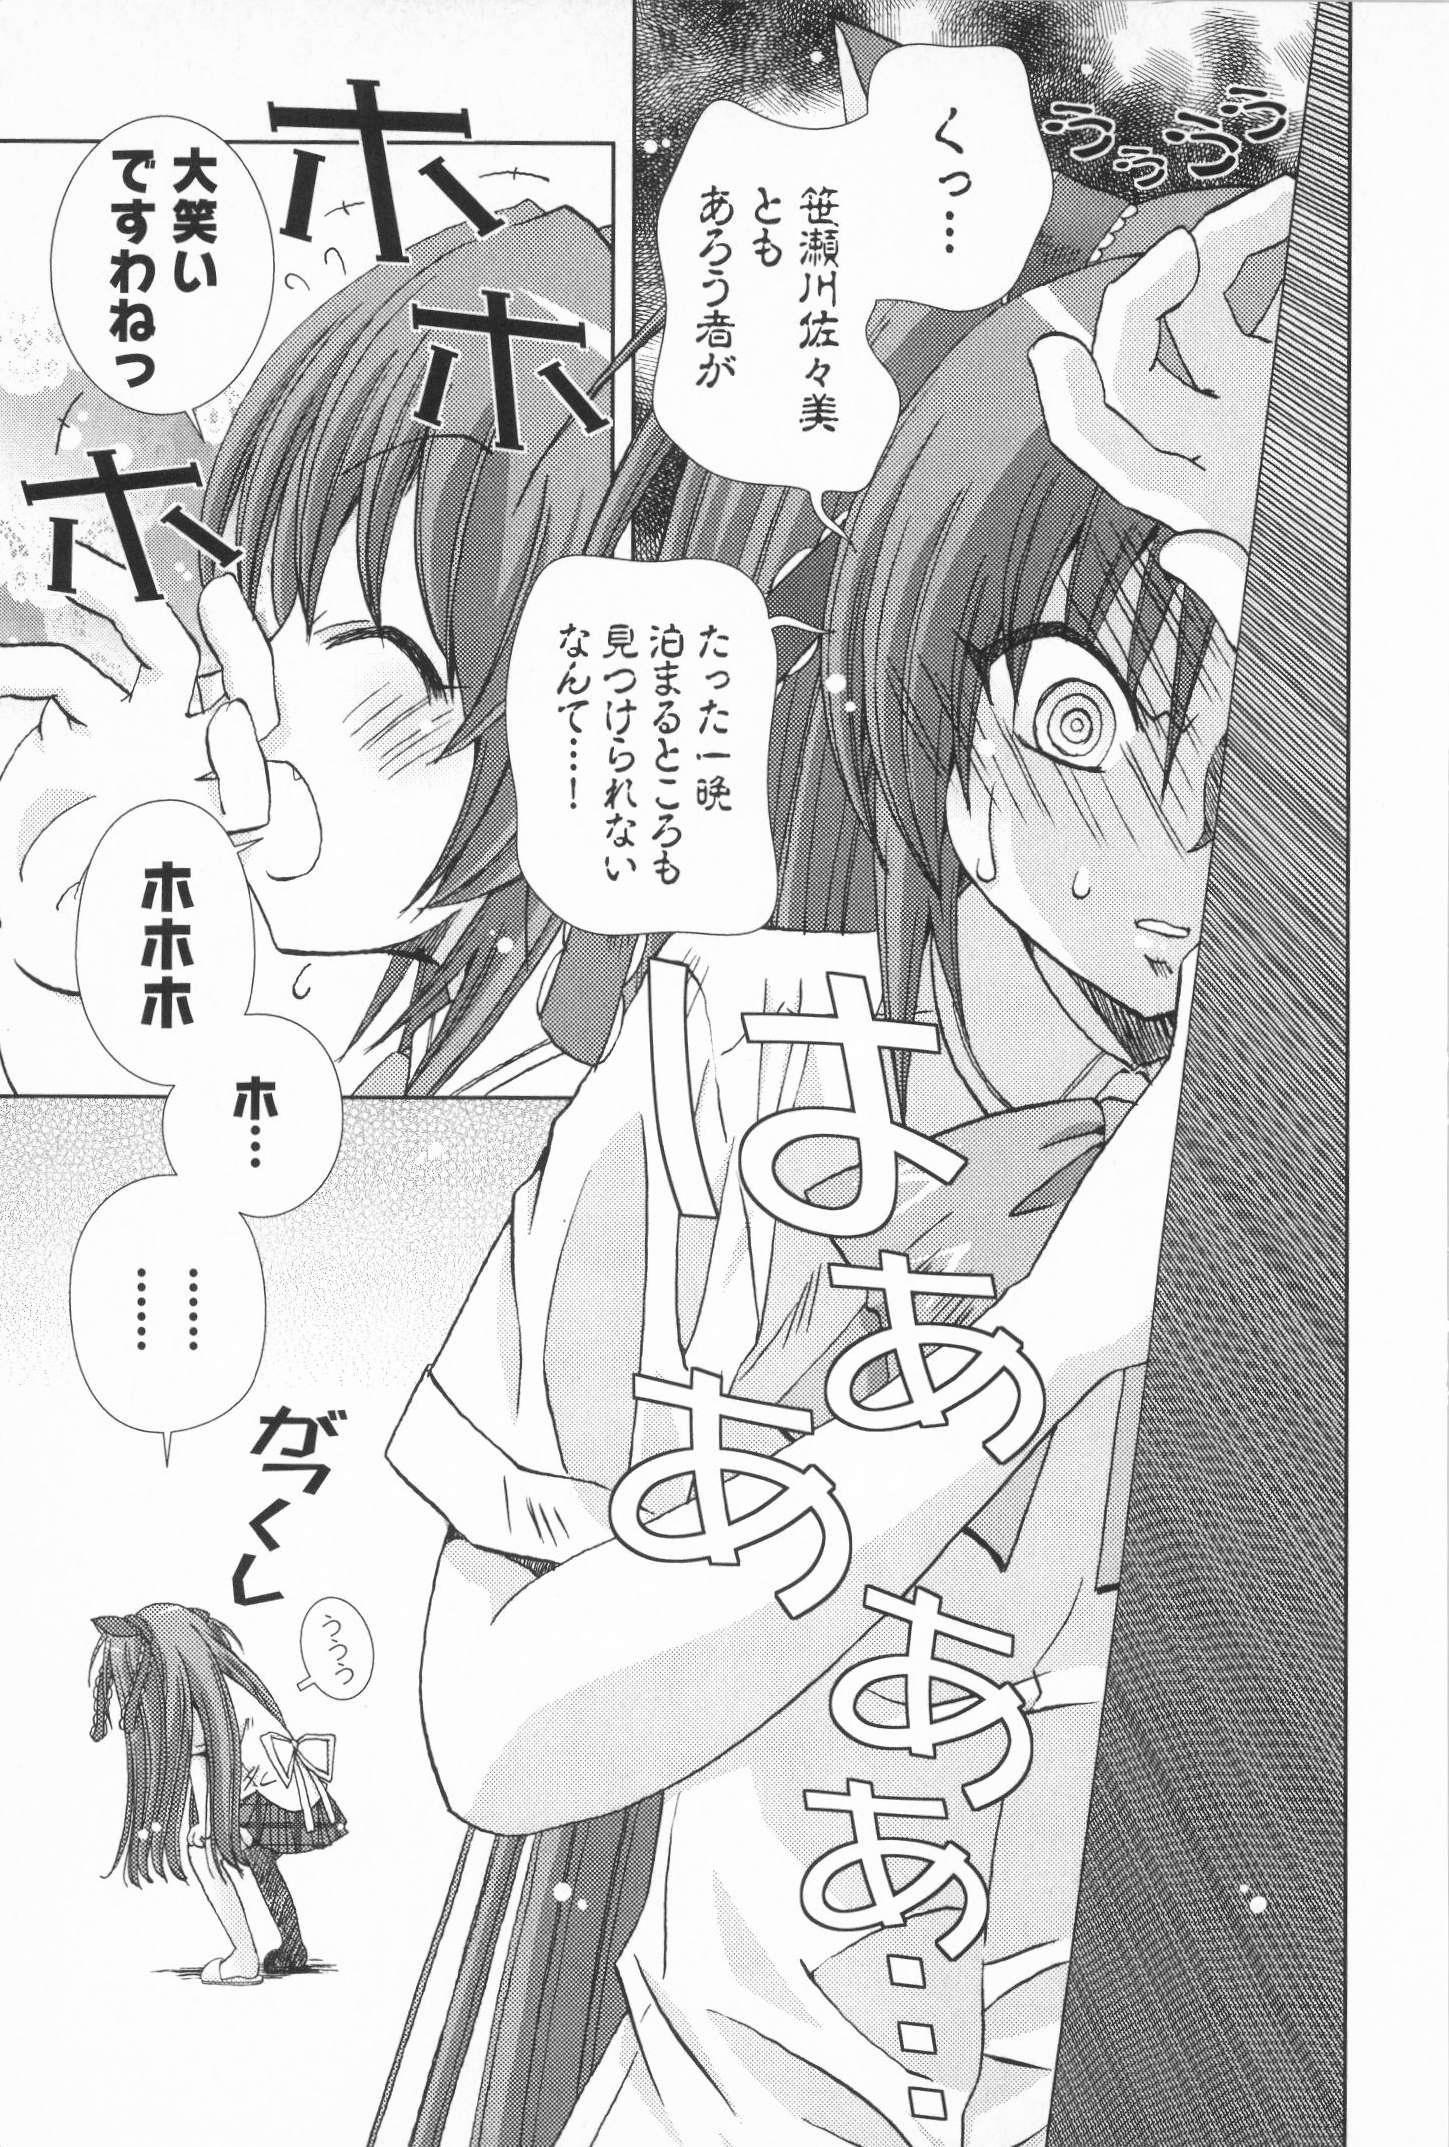 ううううう
くっ…
笹瀬川佐々美
とも
あろう者が
たった一晩
泊まるところも
見つけられない
なんて…！
はぁああああ……
ホホホ
大笑い
ですわねっ
ホホホ
ホ…
……
……
がっくし
ううう